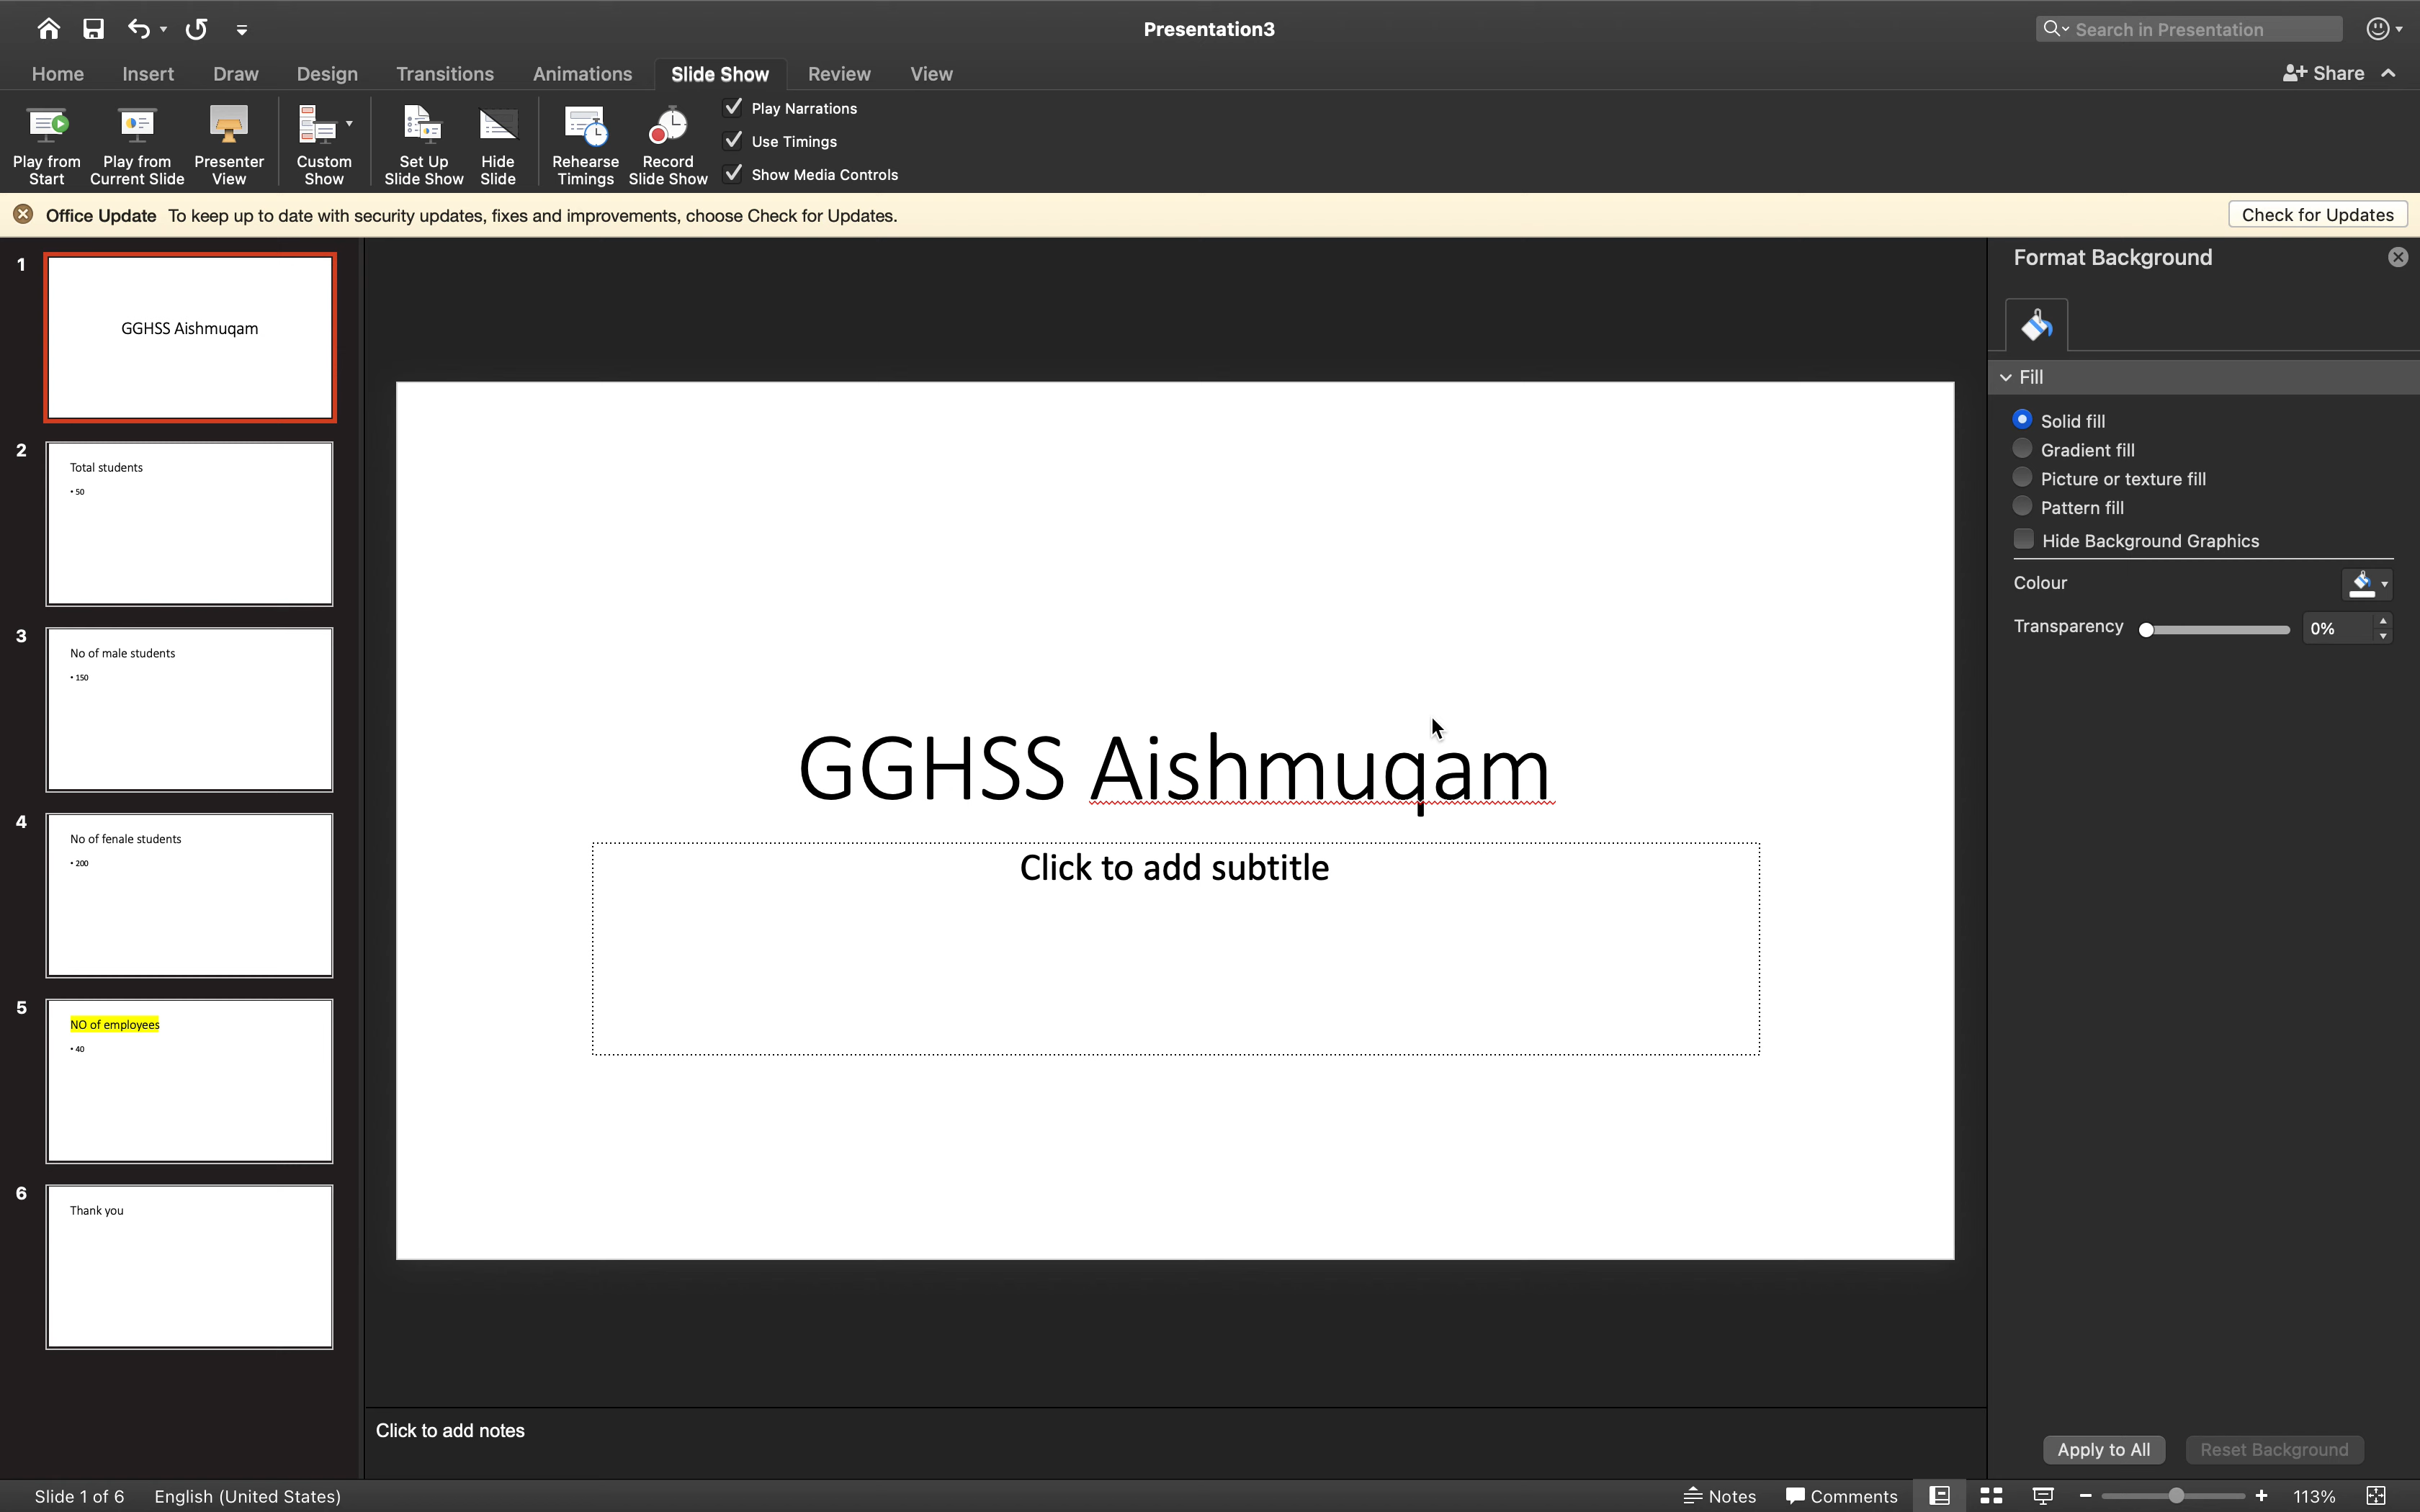 Presentation3
Search in Presentation
Home Insert Draw Design Transitions Animations Slide Show Review View
Share
Play from Start
Play from Current Slide
Presenter View
Custom Show
Set Up Slide Show
Hide Slide
Rehearse Timings
Record Slide Show
Play Narrations
Use Timings
Show Media Controls
Office Update To keep up to date with security updates, fixes and improvements, choose Check for Updates.
Check for Updates
1
GGHSS Aishmuqam
2
Total students
• 50
3
No of male students
• 150
4
No of fenale students
• 200
5
NO of employees
• 40
6
Thank you
GGHSS Aishmuqam
Click to add subtitle
Click to add notes
Format Background
Fill
Solid fill
Gradient fill
Picture or texture fill
Pattern fill
Hide Background Graphics
Colour
Transparency 0%
Apply to All
Reset Background
Slide 1 of 6 English (United States)
Notes Comments 113%